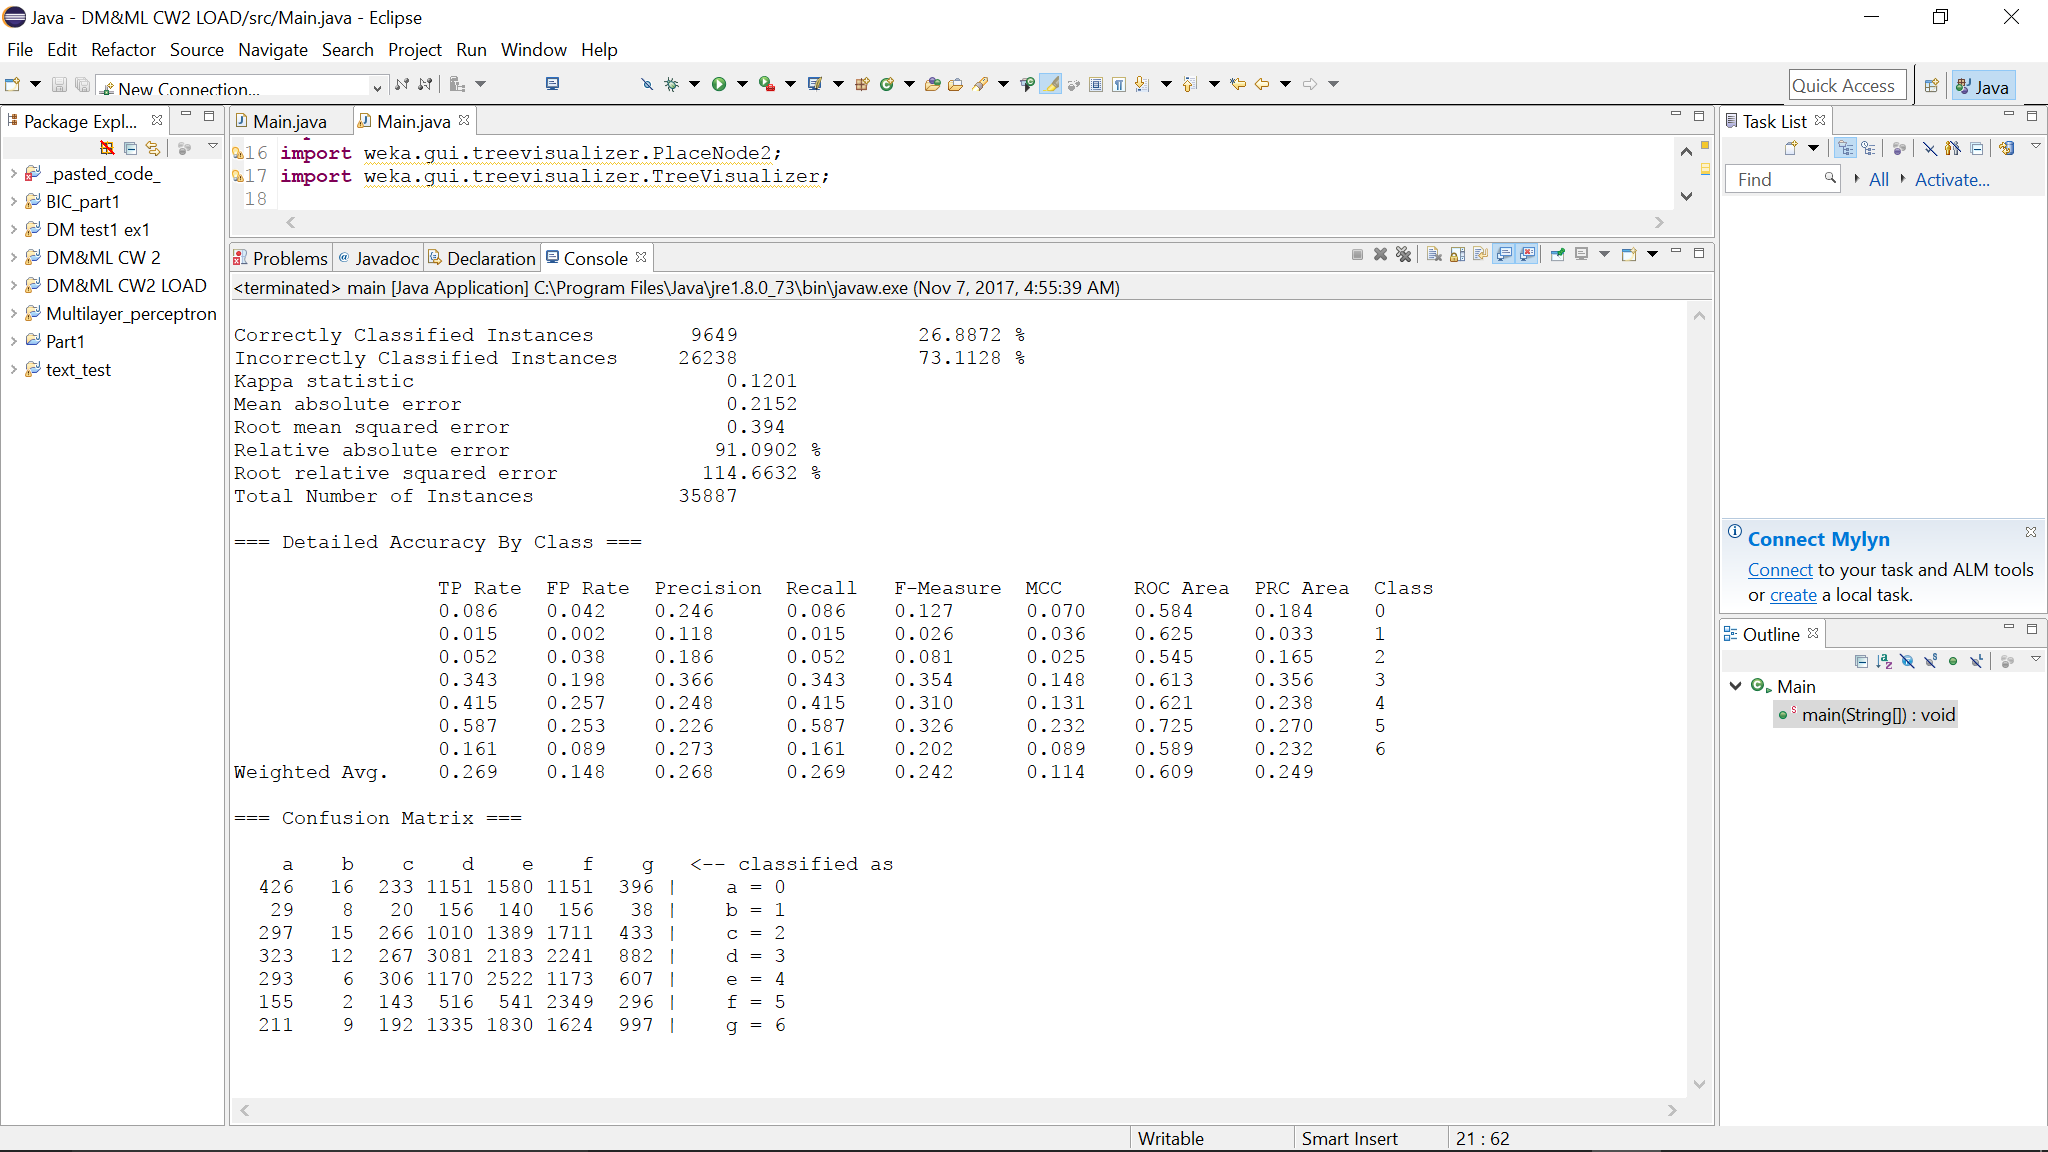 Java - DM&ML CW2 LOAD/src/Main.java - Eclipse
File Edit Refactor Source Navigate Search Project Run Window Help
New Connection...
Quick Access
Java
Package Expl...
_pasted_code_
BIC_part1
DM test1 ex1
DM&ML CW 2
DM&ML CW2 LOAD
Multilayer_perceptron
Part1
text_test
Main.java Main.java
16 import weka.gui.treevisualizer.PlaceNode2;
17 import weka.gui.treevisualizer.TreeVisualizer;
18
Problems @ Javadoc Declaration Console
<terminated> main [Java Application] C:\Program Files\Java\jre1.8.0_73\bin\javaw.exe (Nov 7, 2017, 4:55:39 AM)
Correctly Classified Instances 9649 26.8872 %
Incorrectly Classified Instances 26238 73.1128 %
Kappa statistic 0.1201
Mean absolute error 0.2152
Root mean squared error 0.394
Relative absolute error 91.0902 %
Root relative squared error 114.6632 %
Total Number of Instances 35887
=== Detailed Accuracy By Class ===
TP Rate FP Rate Precision Recall F-Measure MCC ROC Area PRC Area Class
0.086 0.042 0.246 0.086 0.127 0.070 0.584 0.184 0
0.015 0.002 0.118 0.015 0.026 0.036 0.625 0.033 1
0.052 0.038 0.186 0.052 0.081 0.025 0.545 0.165 2
0.343 0.198 0.366 0.343 0.354 0.148 0.613 0.356 3
0.415 0.257 0.248 0.415 0.310 0.131 0.621 0.238 4
0.587 0.253 0.226 0.587 0.326 0.232 0.725 0.270 5
0.161 0.089 0.273 0.161 0.202 0.089 0.589 0.232 6
Weighted Avg. 0.269 0.148 0.268 0.269 0.242 0.114 0.609 0.249
=== Confusion Matrix ===
a b c d e f g <-- classified as
426 16 233 1151 1580 1151 396 | a = 0
29 8 20 156 140 156 38 | b = 1
297 15 266 1010 1389 1711 433 | c = 2
323 12 267 3081 2183 2241 882 | d = 3
293 6 306 1170 2522 1173 607 | e = 4
155 2 143 516 541 2349 296 | f = 5
211 9 192 1335 1830 1624 997 | g = 6
Task List
Find All Activate...
Connect Mylyn
Connect to your task and ALM tools
or create a local task.
Outline
Main
main(String[]) : void
Writable Smart Insert 21 : 62